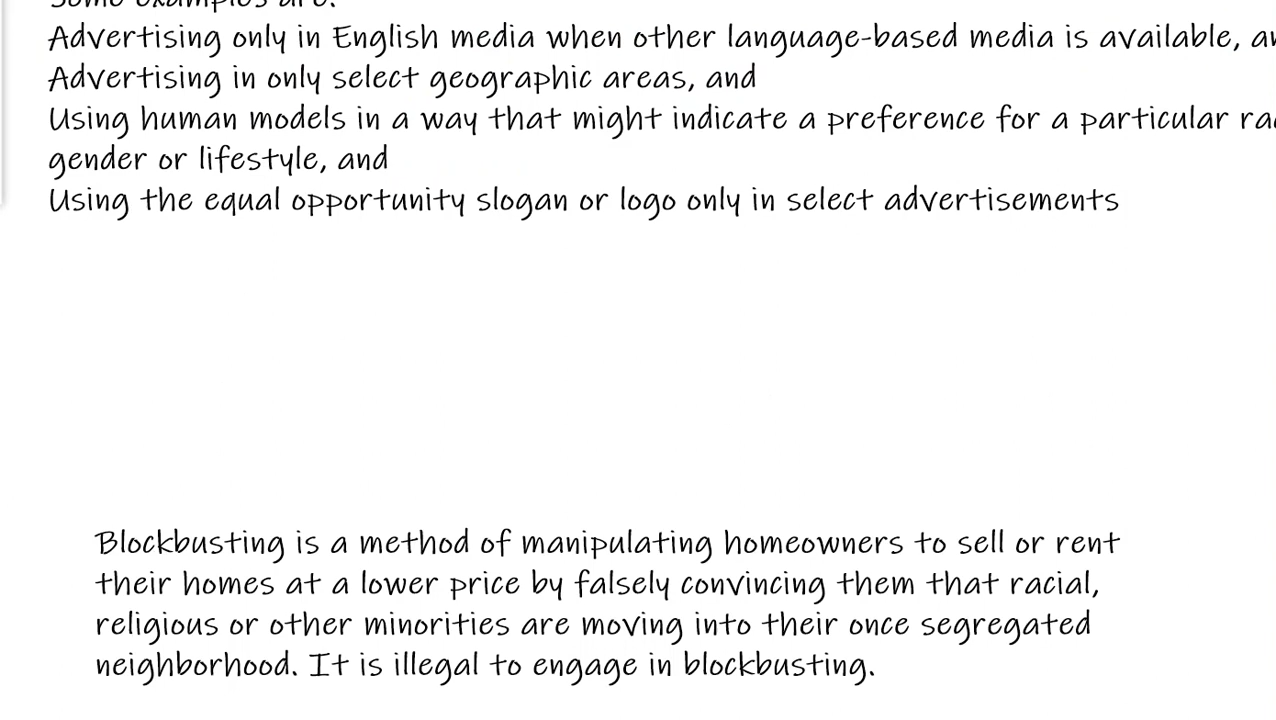 Some examples are:
Advertising only in English media when other language-based media is available,
Advertising in only select geographic areas, and
Using human models in a way that might indicate a preference for a particular
gender or lifestyle, and
Using the equal opportunity slogan or logo only in select advertisements
Blockbusting is a method of manipulating homeowners to sell or rent
their homes at a lower price by falsely convincing them that racial,
religious or other minorities are moving into their once segregated
neighborhood. It is illegal to engage in blockbusting.